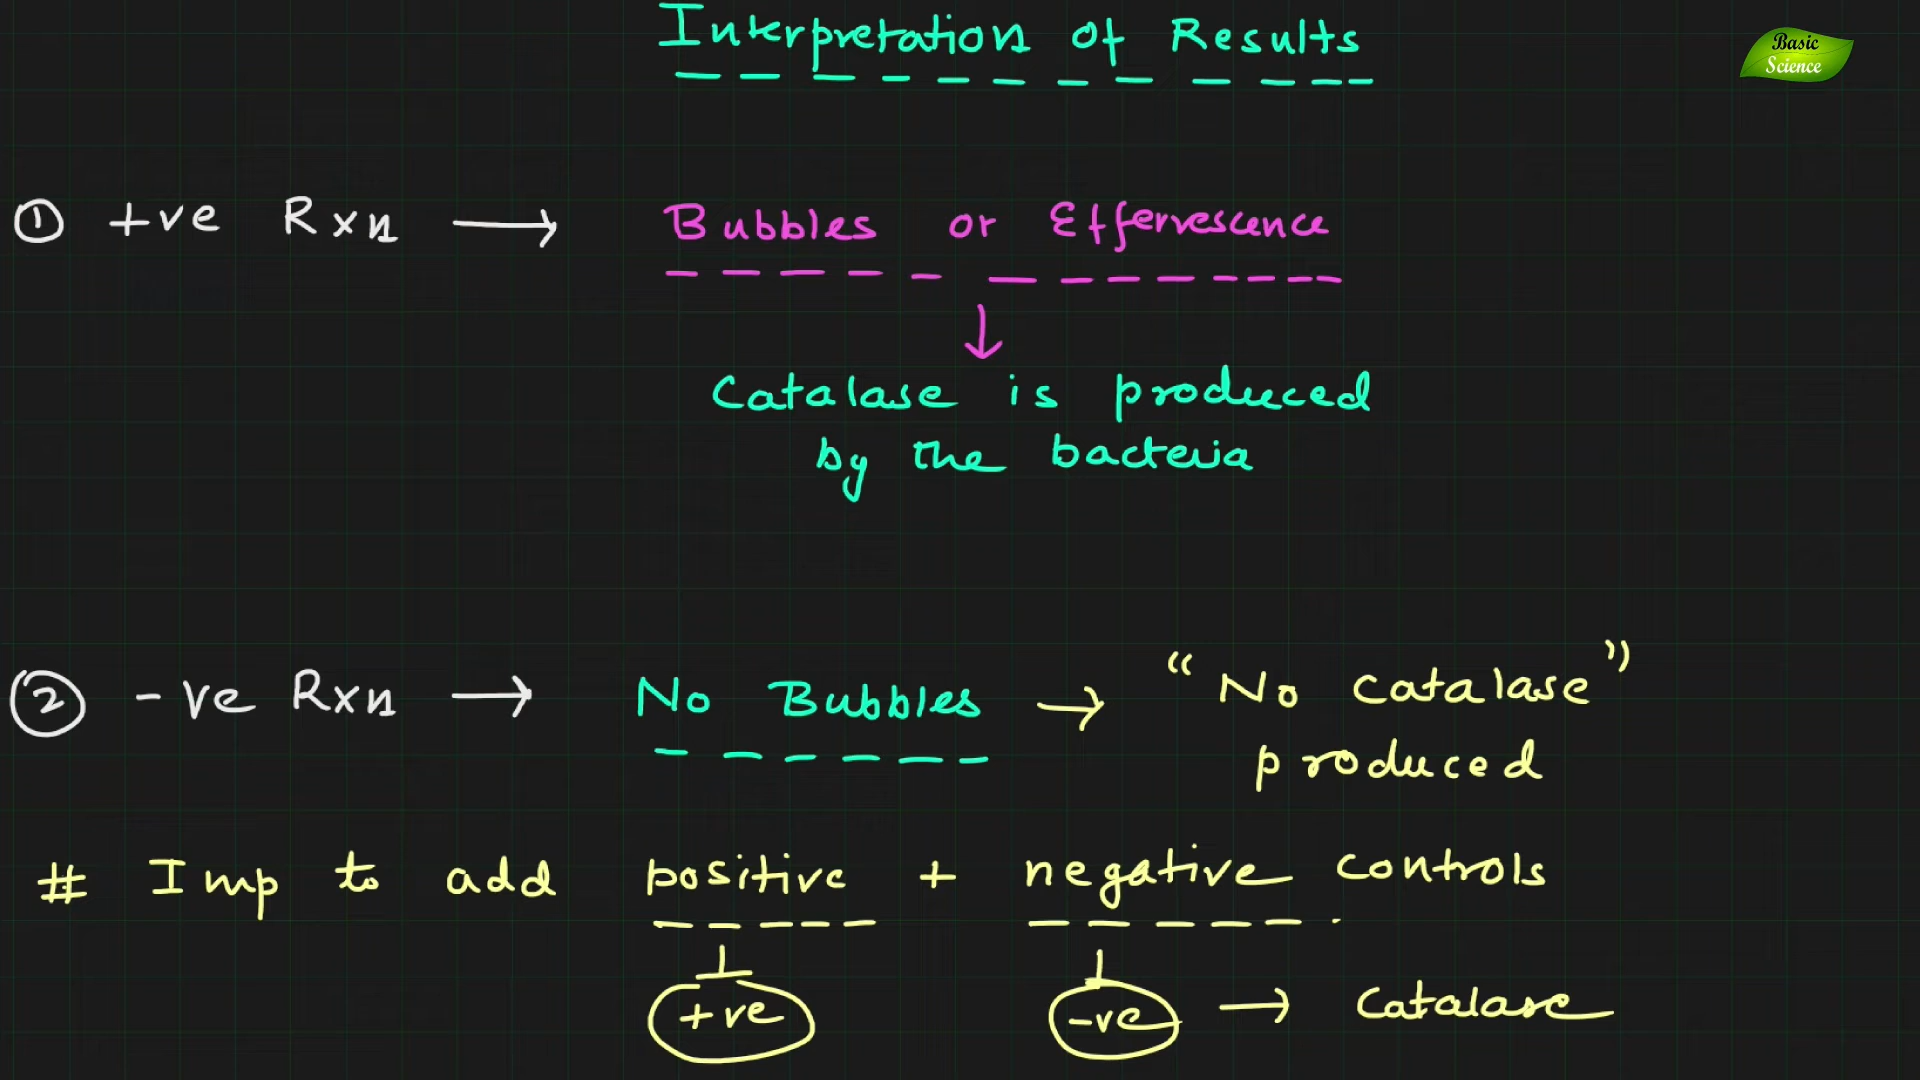 Interpretation of Results
Basic
Science
① +ve Rxn → Bubbles or Effervescence
↓
Catalase is produced
by the bacteria
② -ve Rxn → No Bubbles → "No catalase"
produced
# Imp to add positive + negative controls
+ve -ve → Catalase